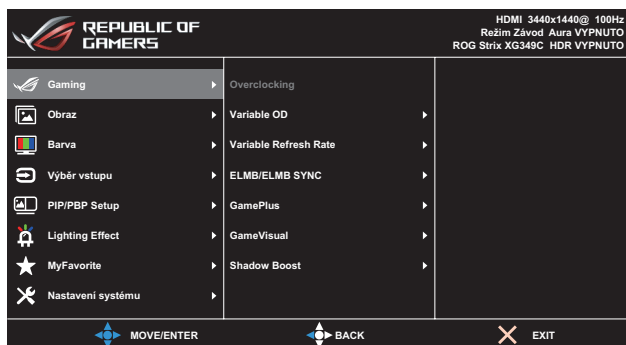 REPUBLIC OF
GAMERS
HDMI 3440x1440@ 100Hz
Režim Závod Aura VYPNUTO
ROG Strix XG349C HDR VYPNUTO
Gaming
Obraz
Barva
Výběr vstupu
PIP/PBP Setup
Lighting Effect
MyFavorite
Nastavení systému
Overclocking
Variable OD
Variable Refresh Rate
ELMB/ELMB SYNC
GamePlus
GameVisual
Shadow Boost
MOVE/ENTER
BACK
EXIT